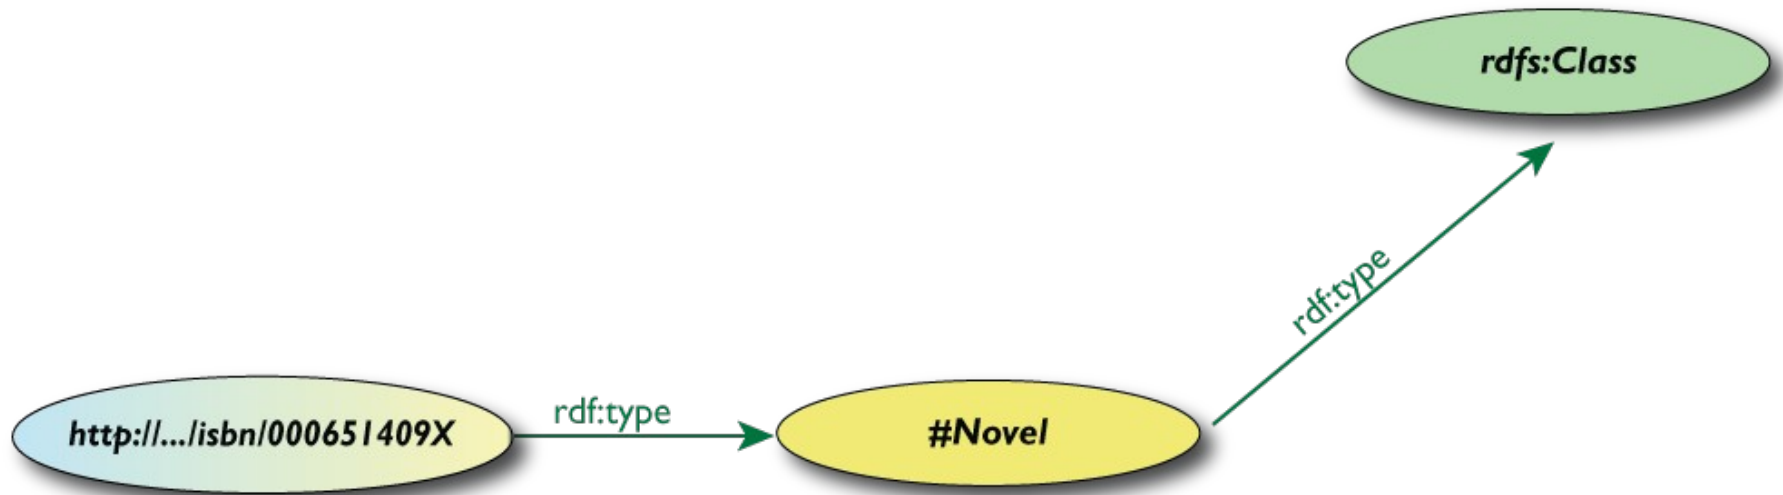 rdfs:Class
rdf:type
http://.../isbn/000651409X
rdf:type
#Novel